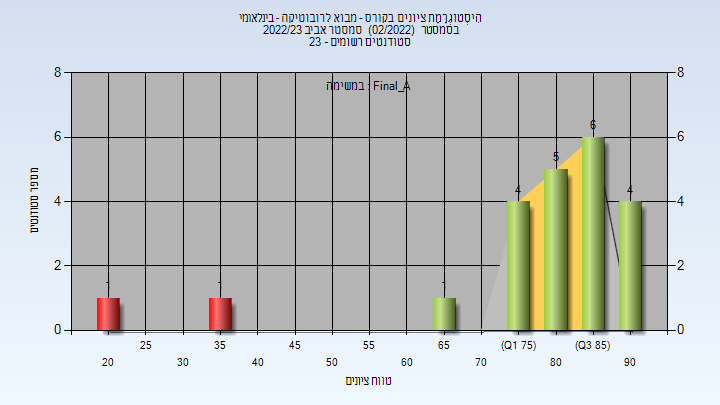 היסטוגרמת ציונים בקורס - מבוא לרובוטיקה - בינלאומי
בסמסטר (02/2022) סמסטר אביב 2022/23
סטודנטים רשומים - 23
במשימה : Final_A
8 8
6 6
4 4
2 2
0 0
1 1 1 4 5 6 4
מספר סטודנטים
25 35 45 55 65 (Q1 75) (Q3 85)
20 30 40 50 60 70 80 90
טווח ציונים